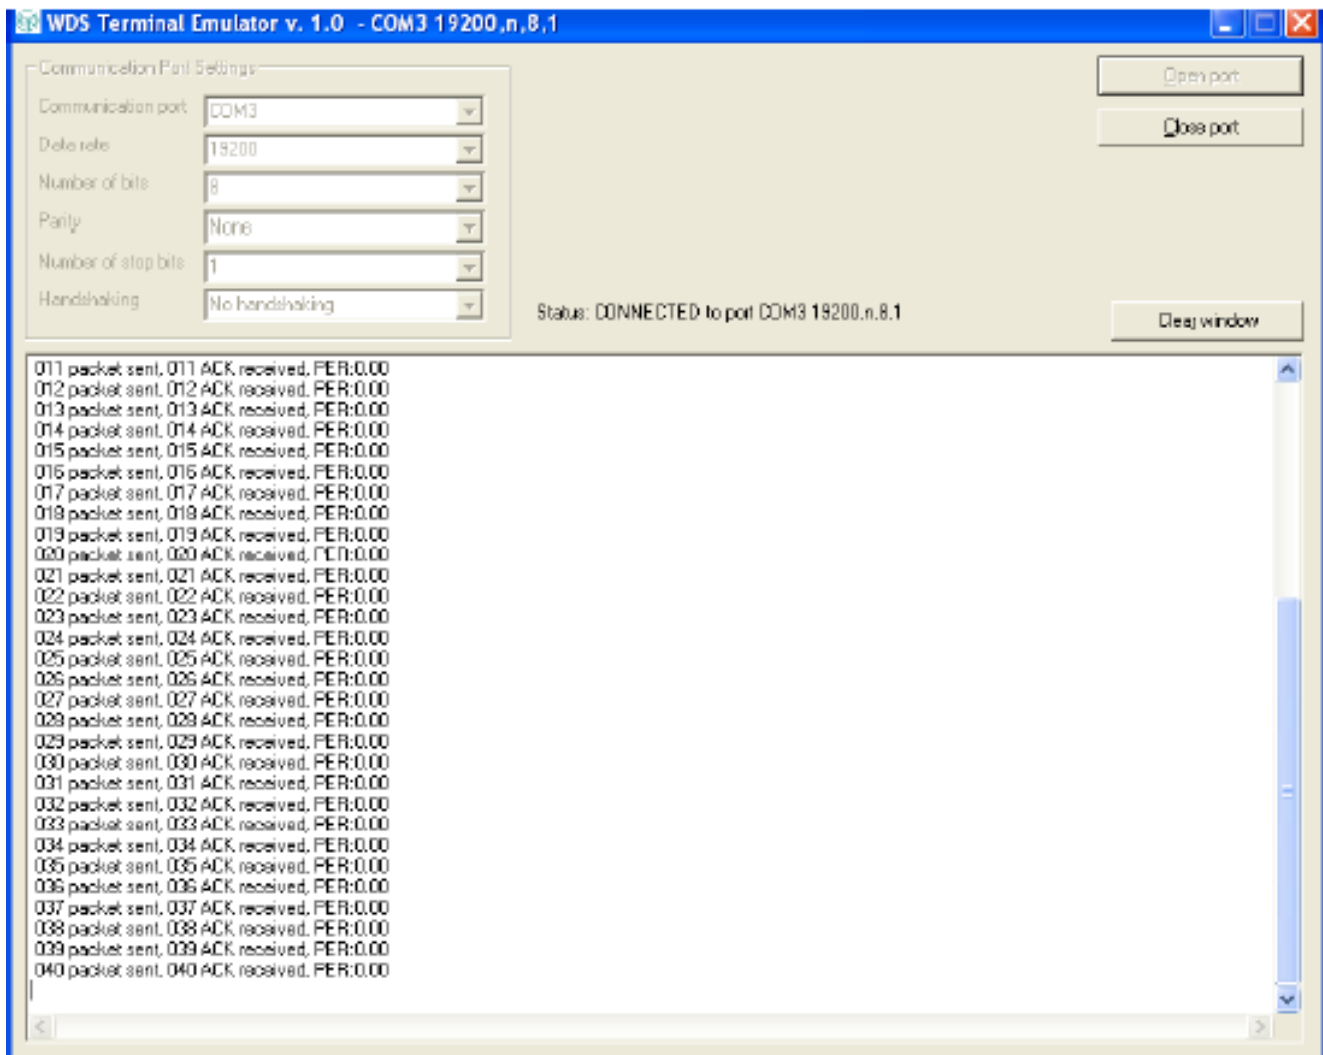 WDS Terminal Emulator v. 1.0 - COM3 19200,n,8,1
Communication Port Settings
Open port
Communication port COM3
Close port
Data rate 19200
Number of bits 8
Parity None
Number of stop bits 1
Handshaking No handshaking
Status: CONNECTED to port COM3 19200.n.8.1
Clear window
011 packet sent, 011 ACK received, PER:0.00
012 packet sent, 012 ACK received, PER:0.00
013 packet sent, 013 ACK received, PER:0.00
014 packet sent, 014 ACK received, PER:0.00
015 packet sent, 015 ACK received, PER:0.00
016 packet sent, 016 ACK received, PER:0.00
017 packet sent, 017 ACK received, PER:0.00
018 packet sent, 018 ACK received, PER:0.00
019 packet sent, 019 ACK received, PER:0.00
020 packet sent, 020 ACK received, PER:0.00
021 packet sent, 021 ACK received, PER:0.00
022 packet sent, 022 ACK received, PER:0.00
023 packet sent, 023 ACK received, PER:0.00
024 packet sent, 024 ACK received, PER:0.00
025 packet sent, 025 ACK received, PER:0.00
026 packet sent, 026 ACK received, PER:0.00
027 packet sent, 027 ACK received, PER:0.00
028 packet sent, 028 ACK received, PER:0.00
029 packet sent, 029 ACK received, PER:0.00
030 packet sent, 030 ACK received, PER:0.00
031 packet sent, 031 ACK received, PER:0.00
032 packet sent, 032 ACK received, PER:0.00
033 packet sent, 033 ACK received, PER:0.00
034 packet sent, 034 ACK received, PER:0.00
035 packet sent, 035 ACK received, PER:0.00
036 packet sent, 036 ACK received, PER:0.00
037 packet sent, 037 ACK received, PER:0.00
038 packet sent, 038 ACK received, PER:0.00
039 packet sent, 039 ACK received, PER:0.00
040 packet sent, 040 ACK received, PER:0.00